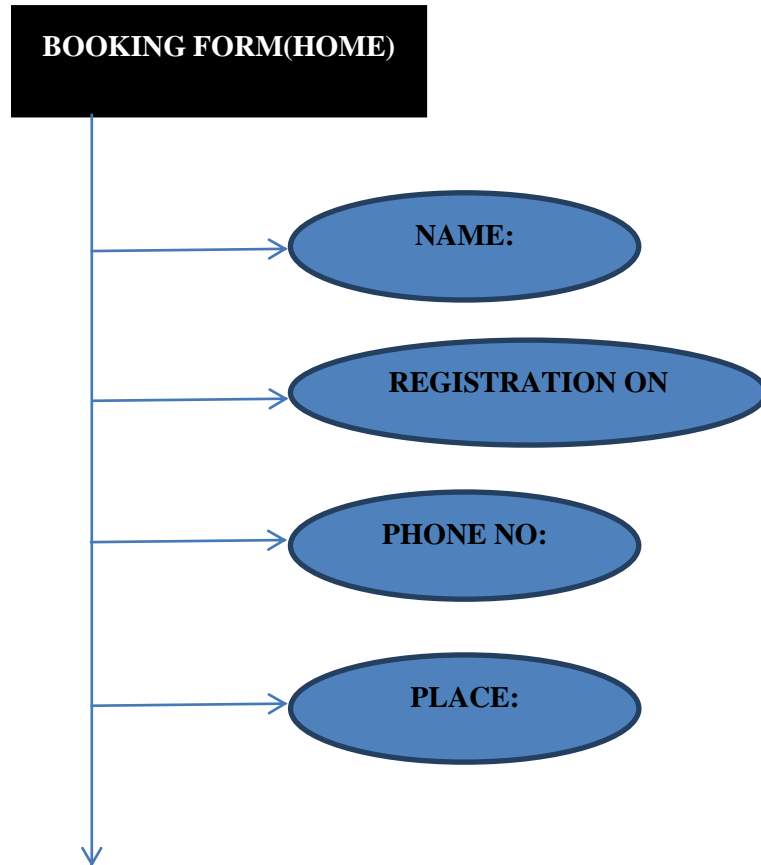 BOOKING FORM(HOME)
NAME:
REGISTRATION ON
PHONE NO:
PLACE: